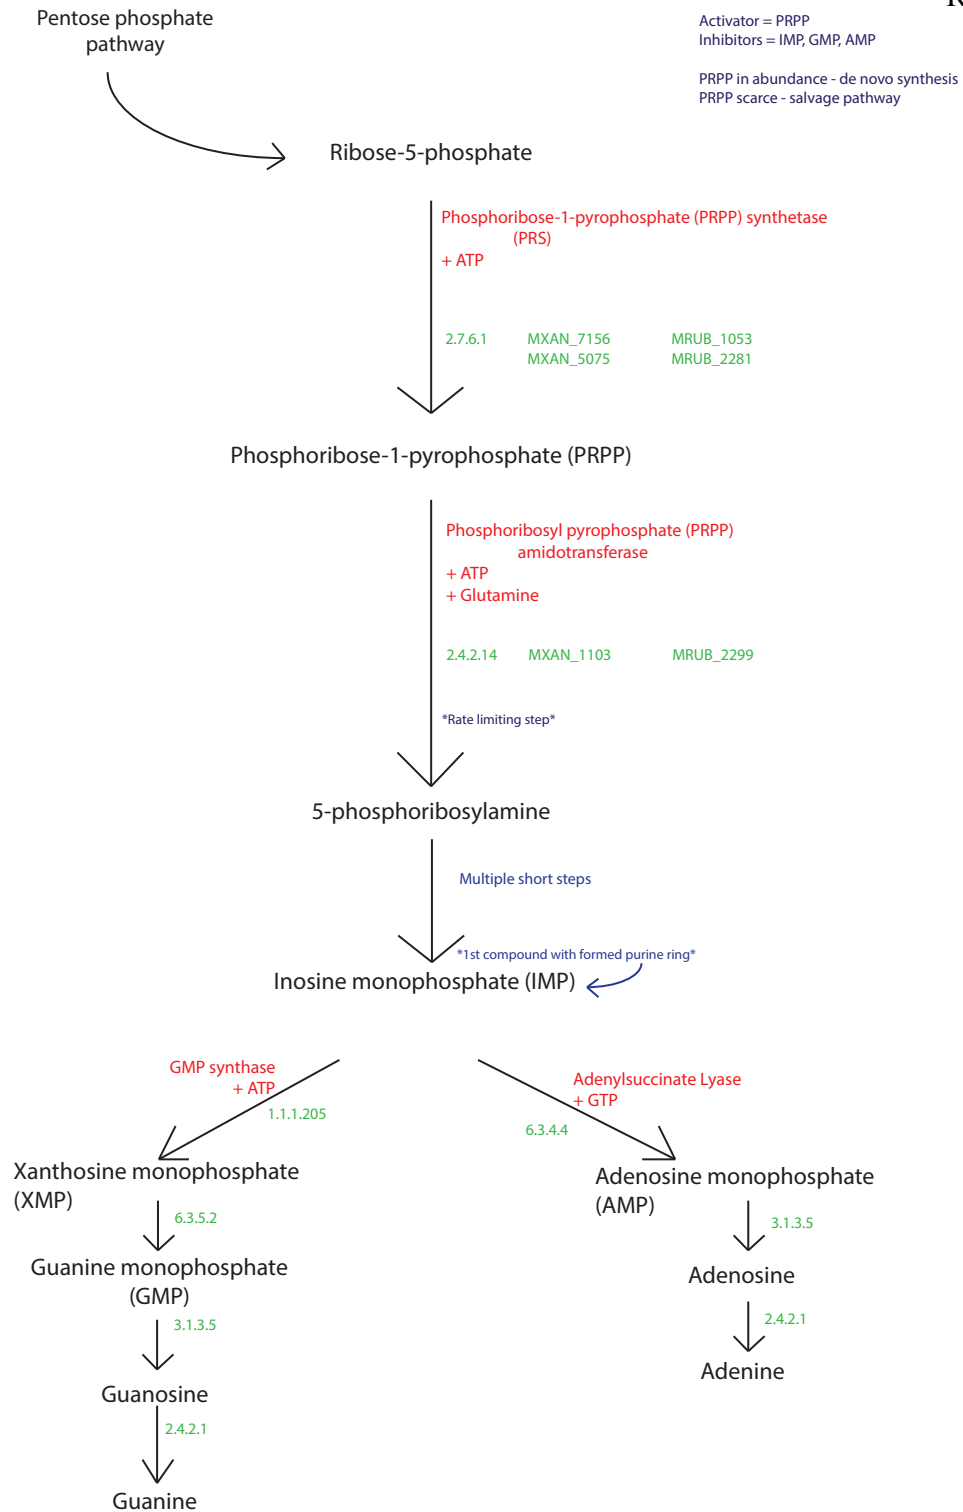 Pentose phosphate
pathway
Activator = PRPP
Inhibitors = IMP, GMP, AMP
PRPP in abundance - de novo synthesis
PRPP scarce - salvage pathway
Ribose-5-phosphate
Phosphoribose-1-pyrophosphate (PRPP) synthetase
(PRS)
+ ATP
2.7.6.1 MXAN_7156 MRUB_1053
MXAN_5075 MRUB_2281
Phosphoribose-1-pyrophosphate (PRPP)
Phosphoribosyl pyrophosphate (PRPP)
amidotransferase
+ ATP
+ Glutamine
2.4.2.14 MXAN_1103 MRUB_2299
*Rate limiting step*
5-phosphoribosylamine
Multiple short steps
*1st compound with formed purine ring*
Inosine monophosphate (IMP)
GMP synthase
+ ATP
1.1.1.205
Adenylsuccinate Lyase
+ GTP
6.3.4.4
Xanthosine monophosphate
(XMP)
6.3.5.2
Guanine monophosphate
(GMP)
3.1.3.5
Guanosine
2.4.2.1
Guanine
Adenosine monophosphate
(AMP)
3.1.3.5
Adenosine
2.4.2.1
Adenine